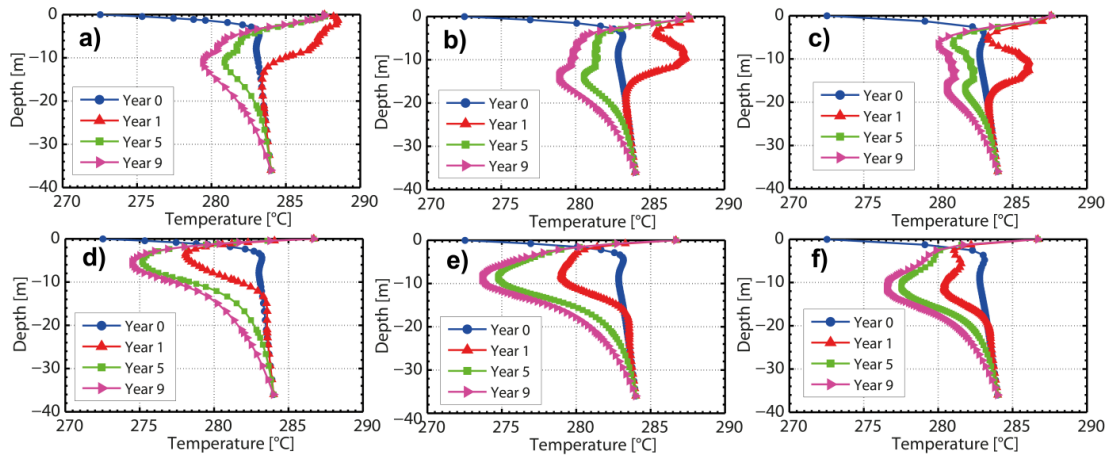 0
−10
−20
−30
−40
Depth [m]
a)
Year 0
Year 1
Year 5
Year 9
270 275 280 285 290
Temperature [°C]
0
−10
−20
−30
−40
Depth [m]
b)
Year 0
Year 1
Year 5
Year 9
270 275 280 285 290
Temperature [°C]
0
−10
−20
−30
−40
Depth [m]
c)
Year 0
Year 1
Year 5
Year 9
270 275 280 285 290
Temperature [°C]
0
−10
−20
−30
−40
Depth [m]
d)
Year 0
Year 1
Year 5
Year 9
270 275 280 285 290
Temperature [°C]
0
−10
−20
−30
−40
Depth [m]
e)
Year 0
Year 1
Year 5
Year 9
270 275 280 285 290
Temperature [°C]
0
−10
−20
−30
−40
Depth [m]
f)
Year 0
Year 1
Year 5
Year 9
270 275 280 285 290
Temperature [°C]